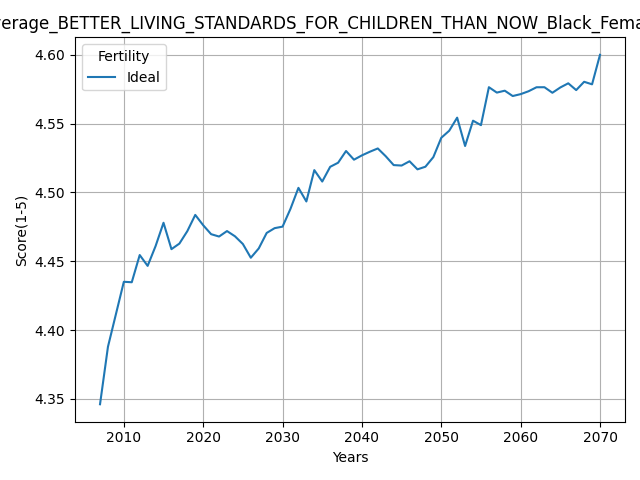 verage_BETTER_LIVING_STANDARDS_FOR_CHILDREN_THAN_NOW_Black_Fema
Fertility
Ideal
Score(1-5)
4.60
4.55
4.50
4.45
4.40
4.35
2010 2020 2030 2040 2050 2060 2070
Years